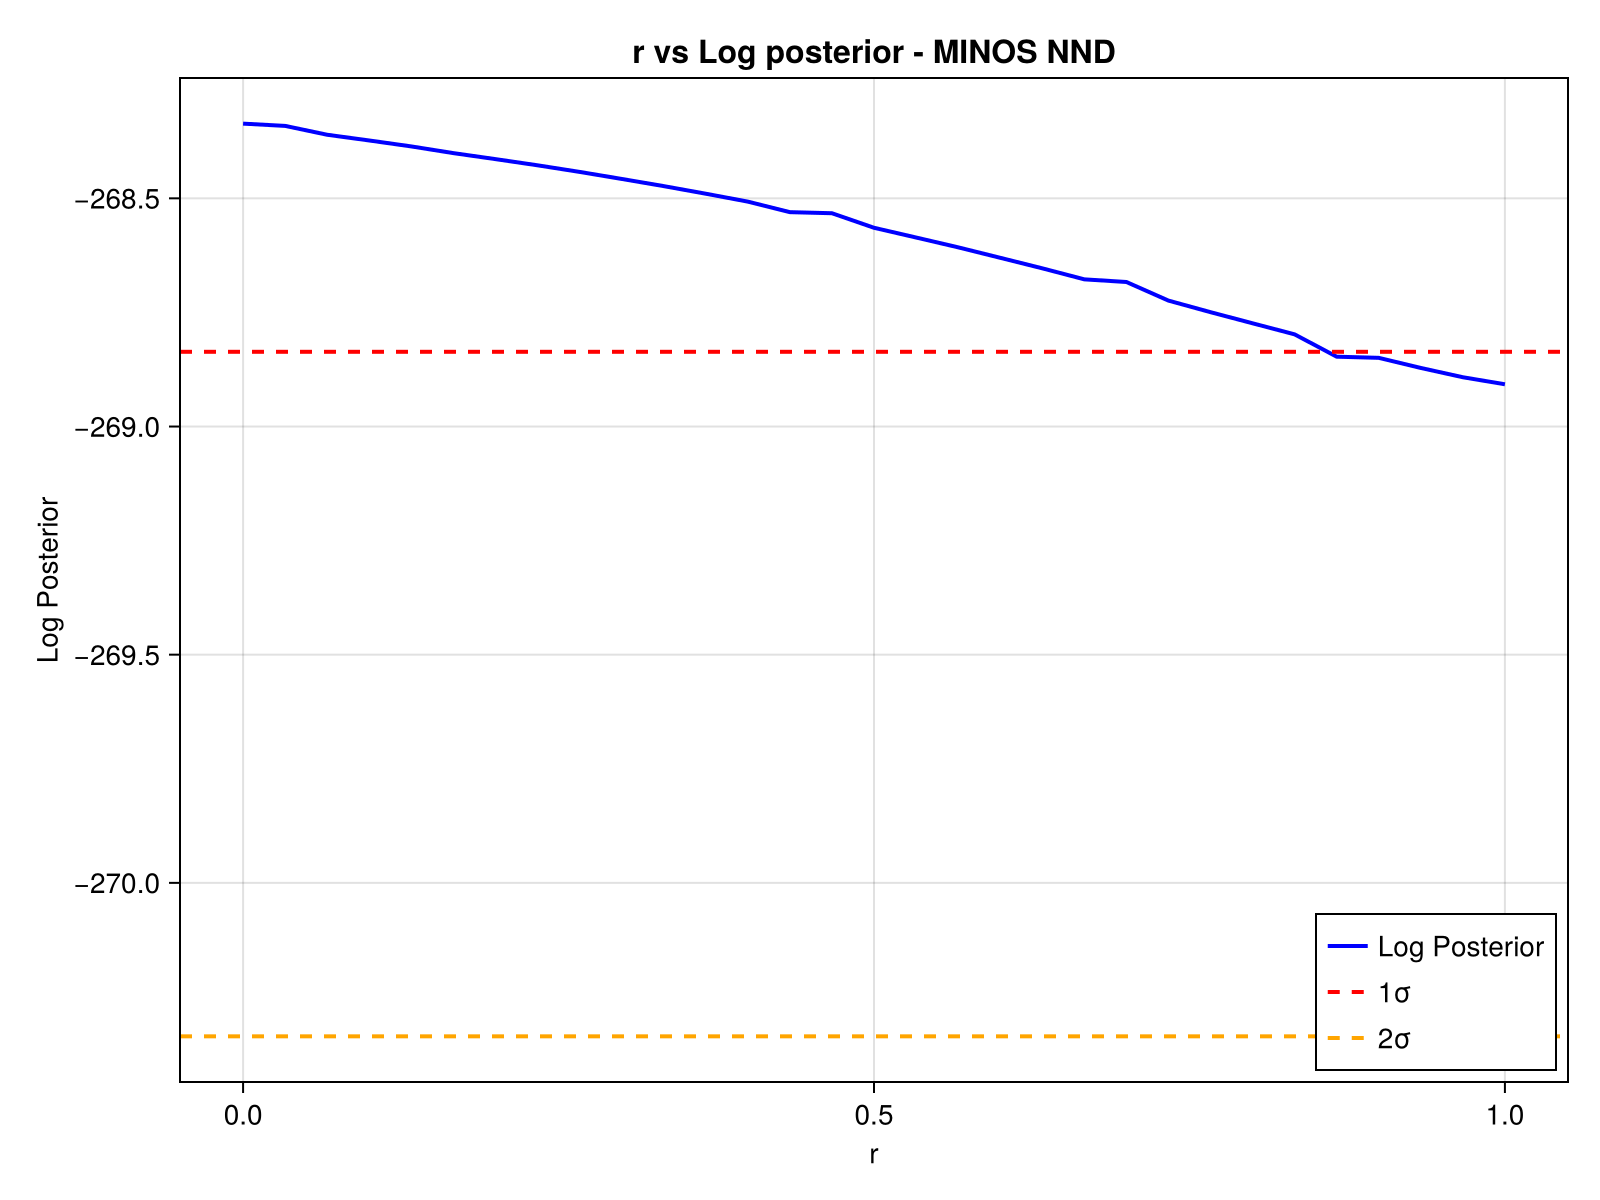 r vs Log posterior - MINOS NND
Log Posterior
−268.5
−269.0
−269.5
−270.0
Log Posterior
1σ
2σ
0.0
0.5
1.0
r